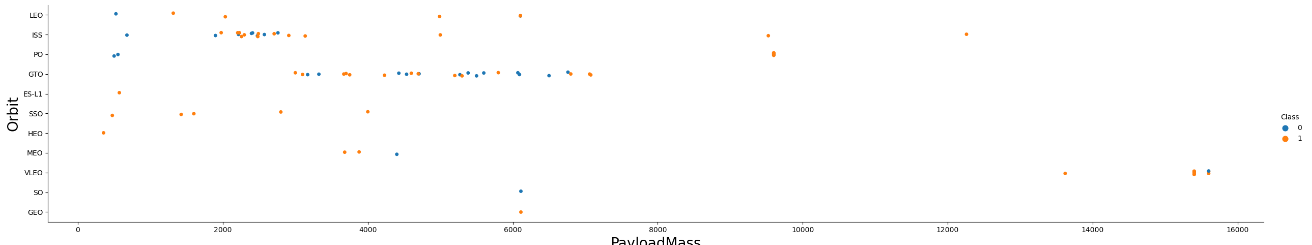 LEO
ISS
PO
GTO
ES-L1
SSO
HEO
MEO
VLEO
SO
GEO
Orbit
0
2000
4000
6000
8000
10000
12000
14000
16000
PayloadMass
Class
0
1